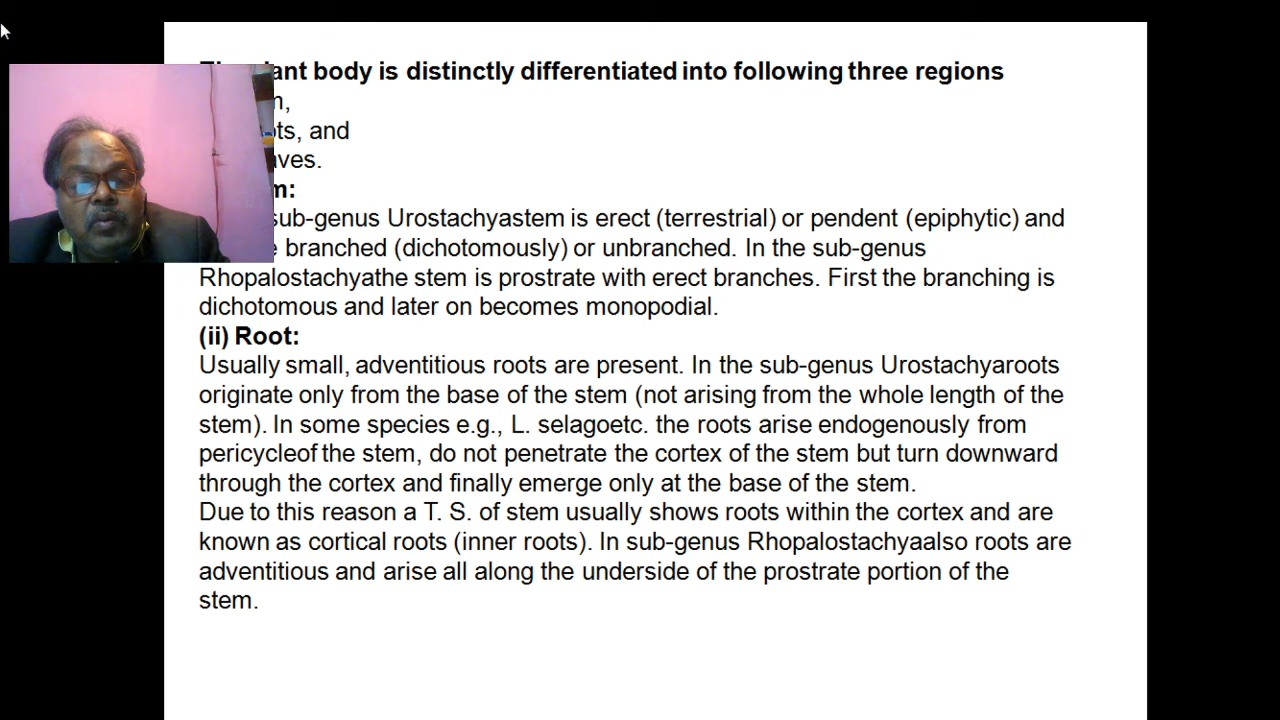 plant body is distinctly differentiated into following three regions
and
sub-genus Urostachyastem is erect (terrestrial) or pendent (epiphytic) and
branched (dichotomously) or unbranched. In the sub-genus
Rhopalostachyathe stem is prostrate with erect branches. First the branching is
dichotomous and later on becomes monopodial.
(ii) Root:
Usually small, adventitious roots are present. In the sub-genus Urostachyaroots
originate only from the base of the stem (not arising from the whole length of the
stem). In some species e.g., L. selagoetc. the roots arise endogenously from
pericycleof the stem, do not penetrate the cortex of the stem but turn downward
through the cortex and finally emerge only at the base of the stem.
Due to this reason a T. S. of stem usually shows roots within the cortex and are
known as cortical roots (inner roots). In sub-genus Rhopalostachyaalso roots are
adventitious and arise all along the underside of the prostrate portion of the
stem.